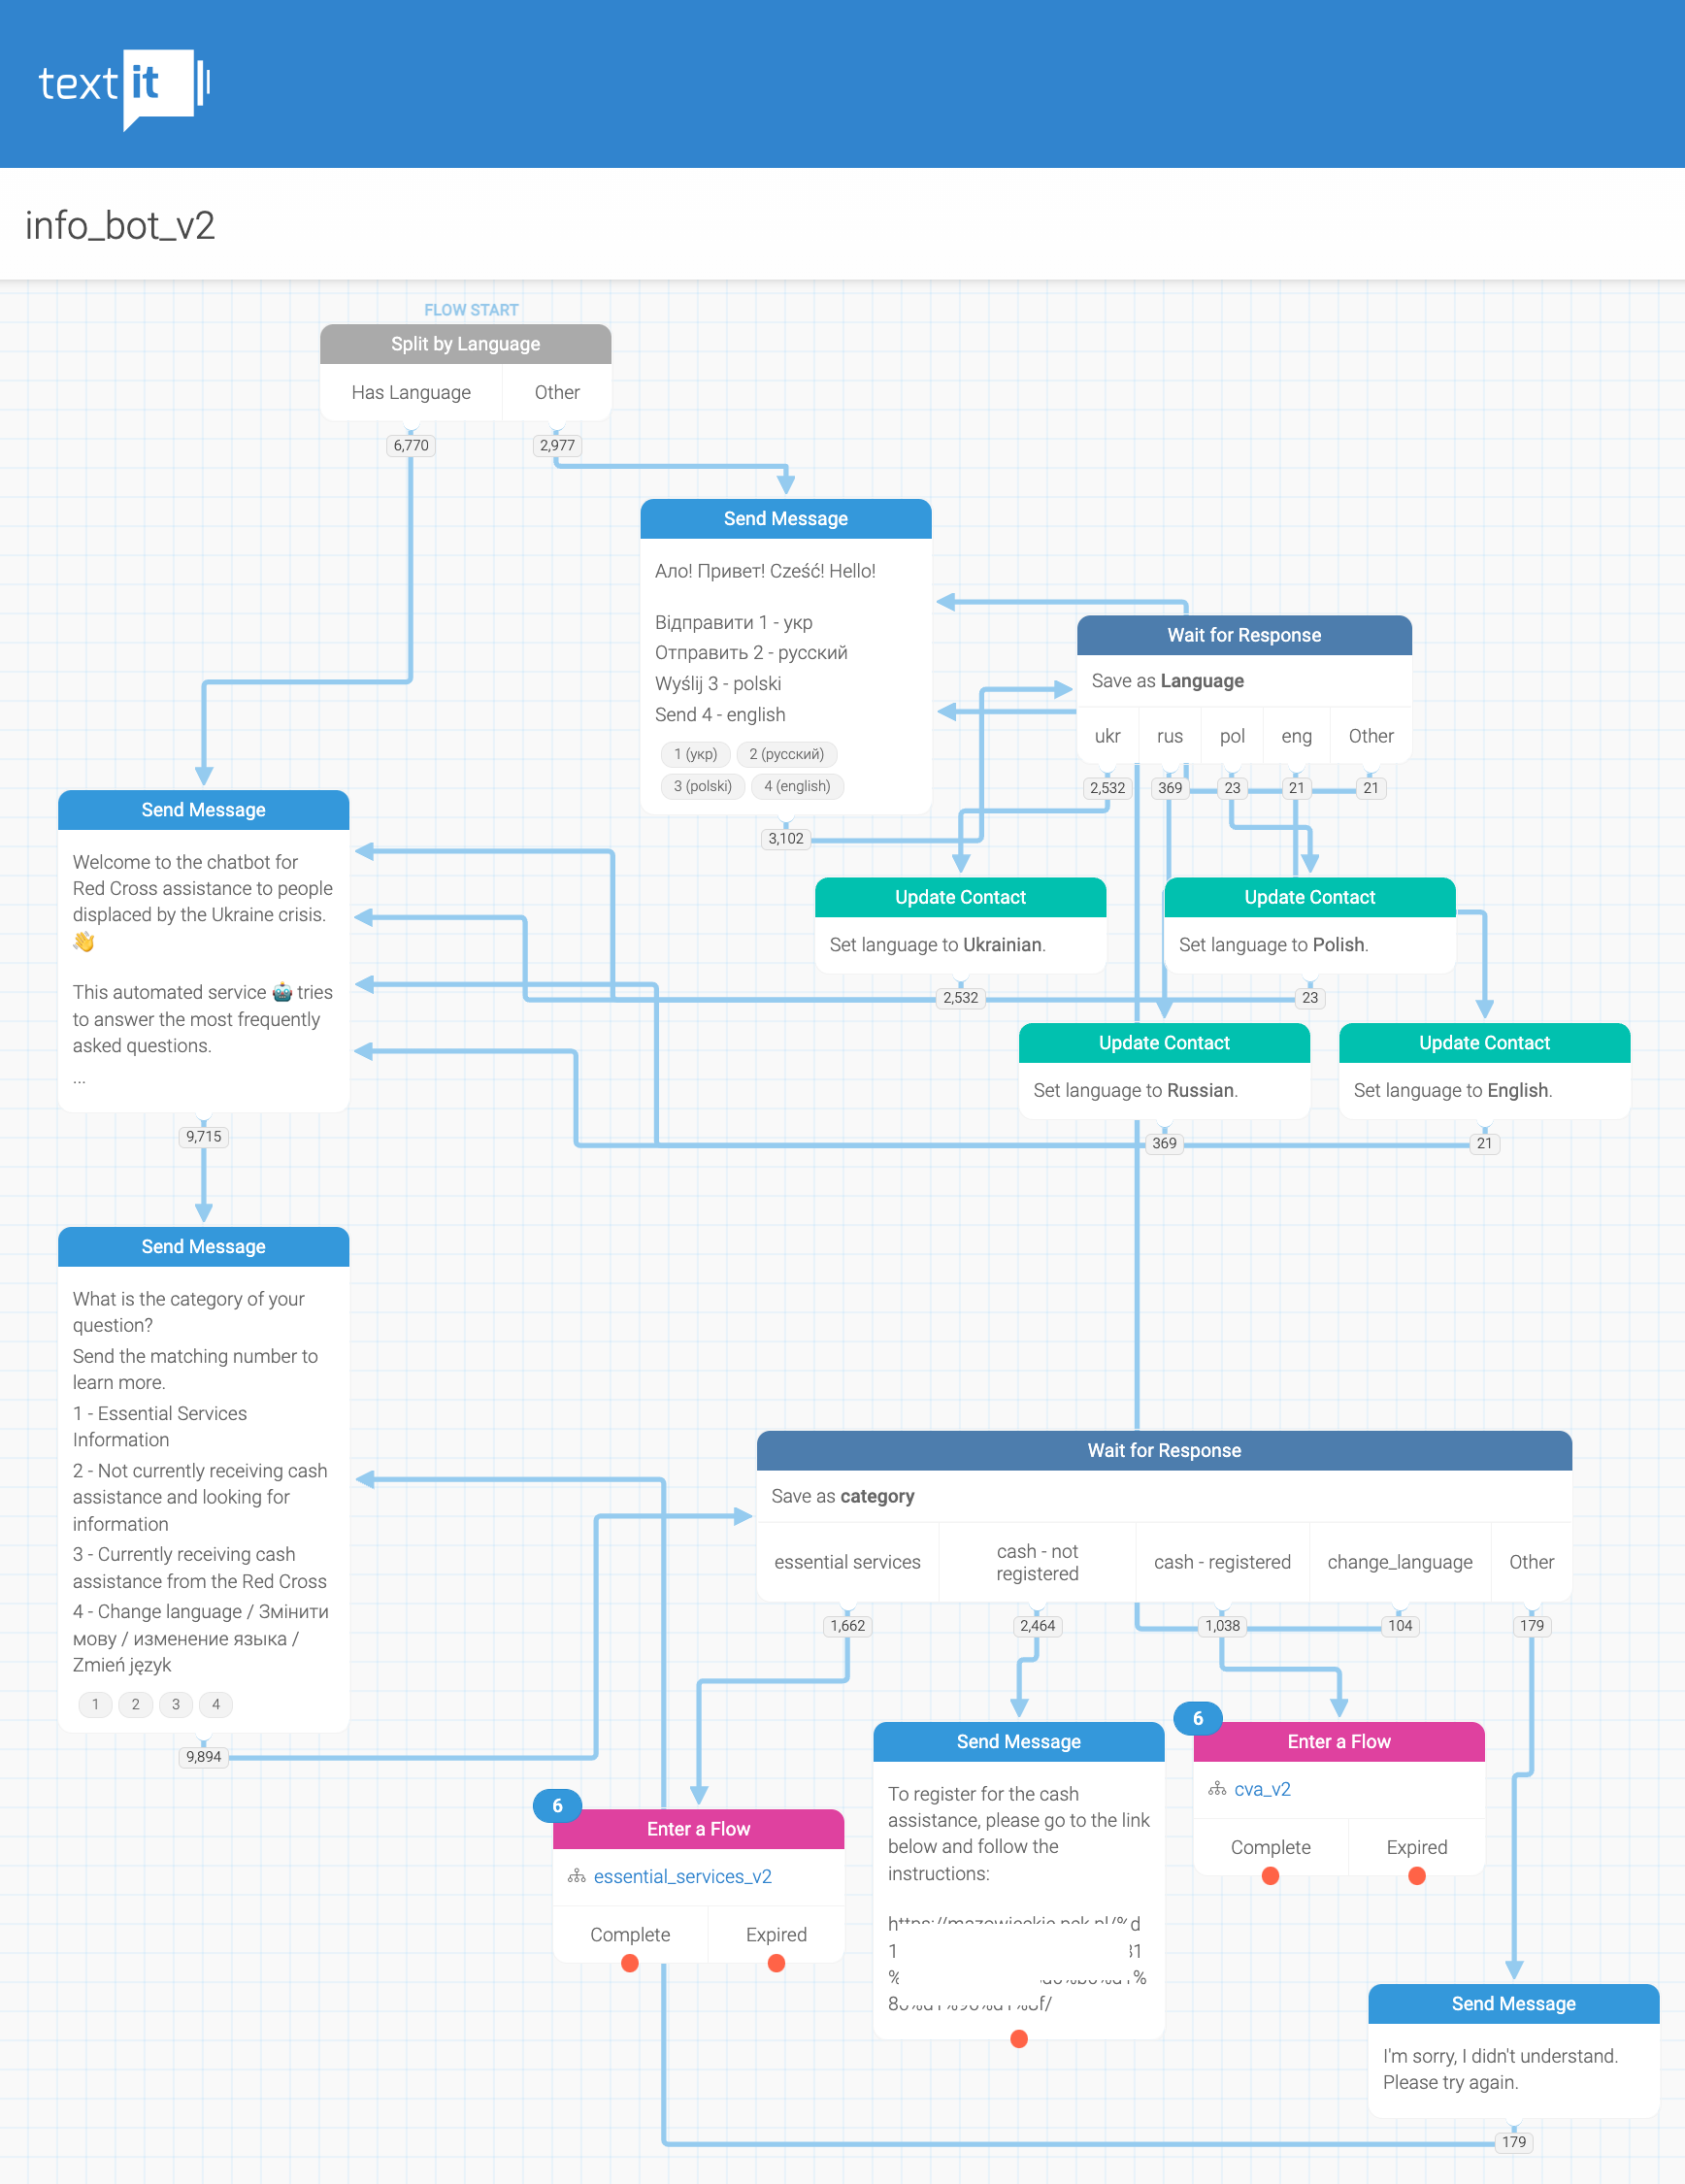 textit
info_bot_v2
FLOW START
Split by Language
Has Language
Other
6,770
2,977
Send Message
Ало! Привет! Cześć! Hello!
Відправити 1 - укр
Отправить 2 - русский
Wyślij 3 - polski
Send 4 - english
1 (укр)
2 (русский)
3 (polski)
4 (english)
3,102
Wait for Response
Save as Language
ukr
rus
pol
eng
Other
2,532
369
23
21
21
Send Message
Welcome to the chatbot for
Red Cross assistance to people
displaced by the Ukraine crisis.
👋
This automated service 🤖 tries
to answer the most frequently
asked questions.
...
9,715
Update Contact
Set language to Ukrainian.
2,532
Update Contact
Set language to Polish.
23
Update Contact
Set language to Russian.
369
Update Contact
Set language to English.
21
Send Message
What is the category of your
question?
Send the matching number to
learn more.
1 - Essential Services
Information
2 - Not currently receiving cash
assistance and looking for
information
3 - Currently receiving cash
assistance from the Red Cross
4 - Change language / Змінити
мову / изменение языка /
Zmień język
1
2
3
4
9,894
Wait for Response
Save as category
essential services
cash - not
registered
cash - registered
change_language
Other
1,662
2,464
1,038
104
179
6
Enter a Flow
essential_services_v2
Complete
Expired
Send Message
To register for the cash
assistance, please go to the link
below and follow the
instructions:
6
Enter a Flow
cva_v2
Complete
Expired
Send Message
I'm sorry, I didn't understand.
Please try again.
179